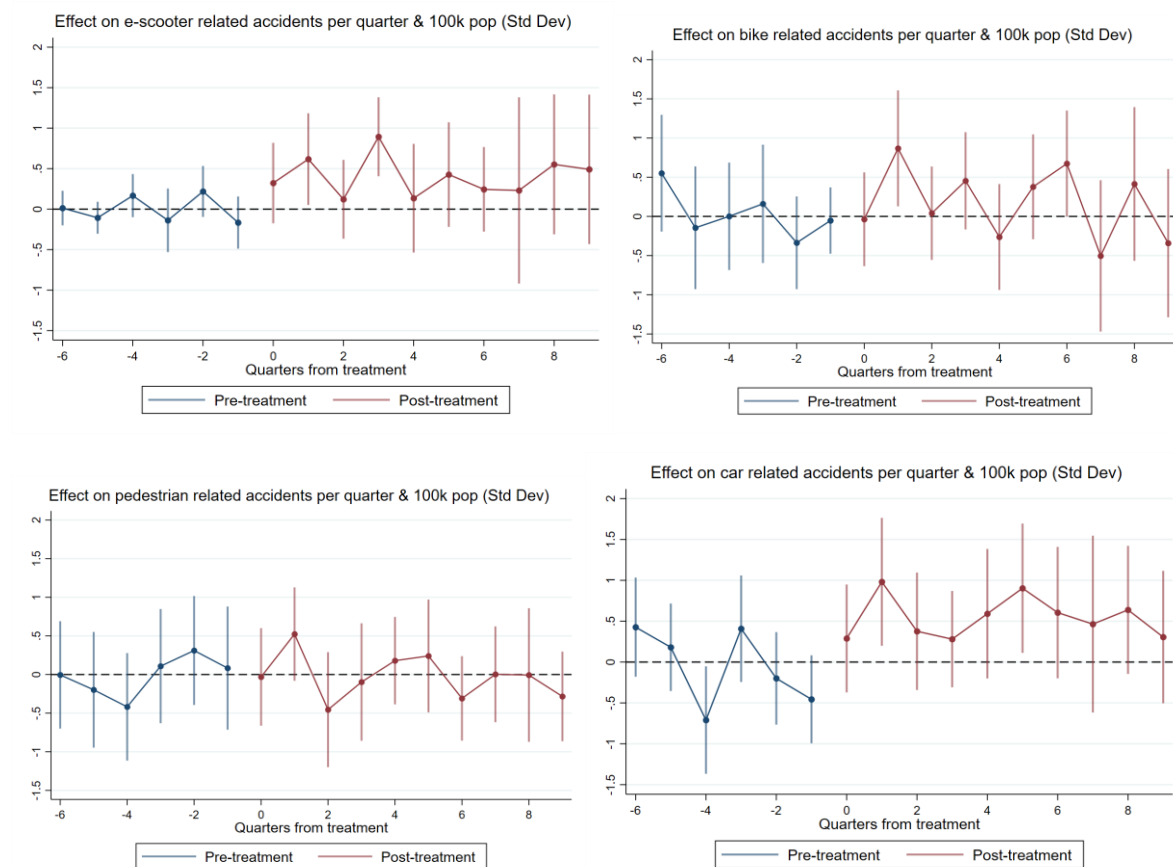 Effect on e-scooter related accidents per quarter & 100k pop (Std Dev)
2
1.5
1
.5
0
-.5
-1
-1.5
-6 -4 -2 0 2 4 6 8
Quarters from treatment
Pre-treatment Post-treatment
Effect on bike related accidents per quarter & 100k pop (Std Dev)
2
1.5
1
.5
0
-.5
-1
-1.5
-6 -4 -2 0 2 4 6 8
Quarters from treatment
Pre-treatment Post-treatment
Effect on pedestrian related accidents per quarter & 100k pop (Std Dev)
2
1.5
1
.5
0
-.5
-1
-1.5
-6 -4 -2 0 2 4 6 8
Quarters from treatment
Pre-treatment Post-treatment
Effect on car related accidents per quarter & 100k pop (Std Dev)
2
1.5
1
.5
0
-.5
-1
-1.5
-6 -4 -2 0 2 4 6 8
Quarters from treatment
Pre-treatment Post-treatment